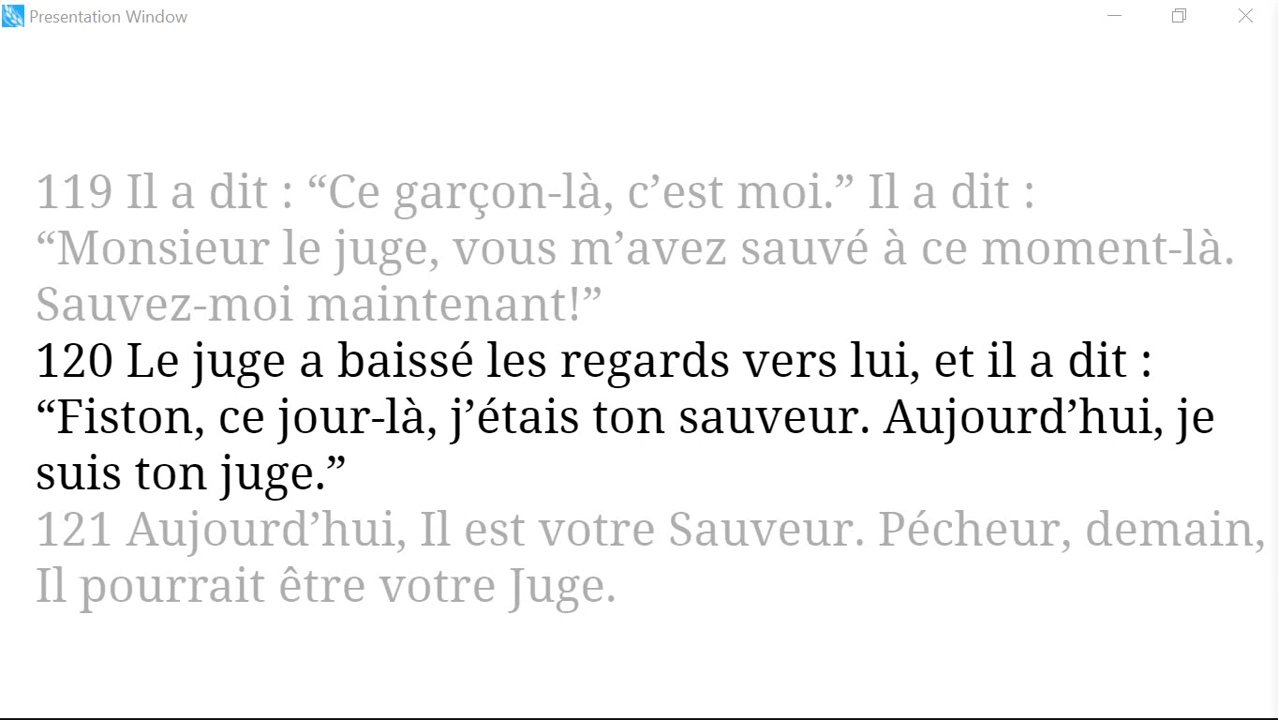 Presentation Window
119 Il a dit : “Ce garçon-là, c’est moi.” Il a dit :
“Monsieur le juge, vous m’avez sauvé à ce moment-là.
Sauvez-moi maintenant!”
120 Le juge a baissé les regards vers lui, et il a dit :
“Fiston, ce jour-là, j’étais ton sauveur. Aujourd’hui, je
suis ton juge.”
121 Aujourd’hui, Il est votre Sauveur. Pécheur, demain,
Il pourrait être votre Juge.